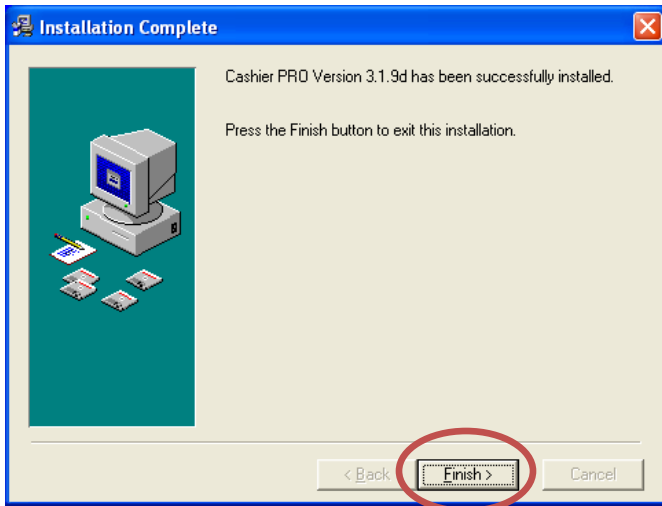 Installation Complete
Cashier PRO Version 3.1.9d has been successfully installed.
Press the Finish button to exit this installation.
< Back
Finish >
Cancel